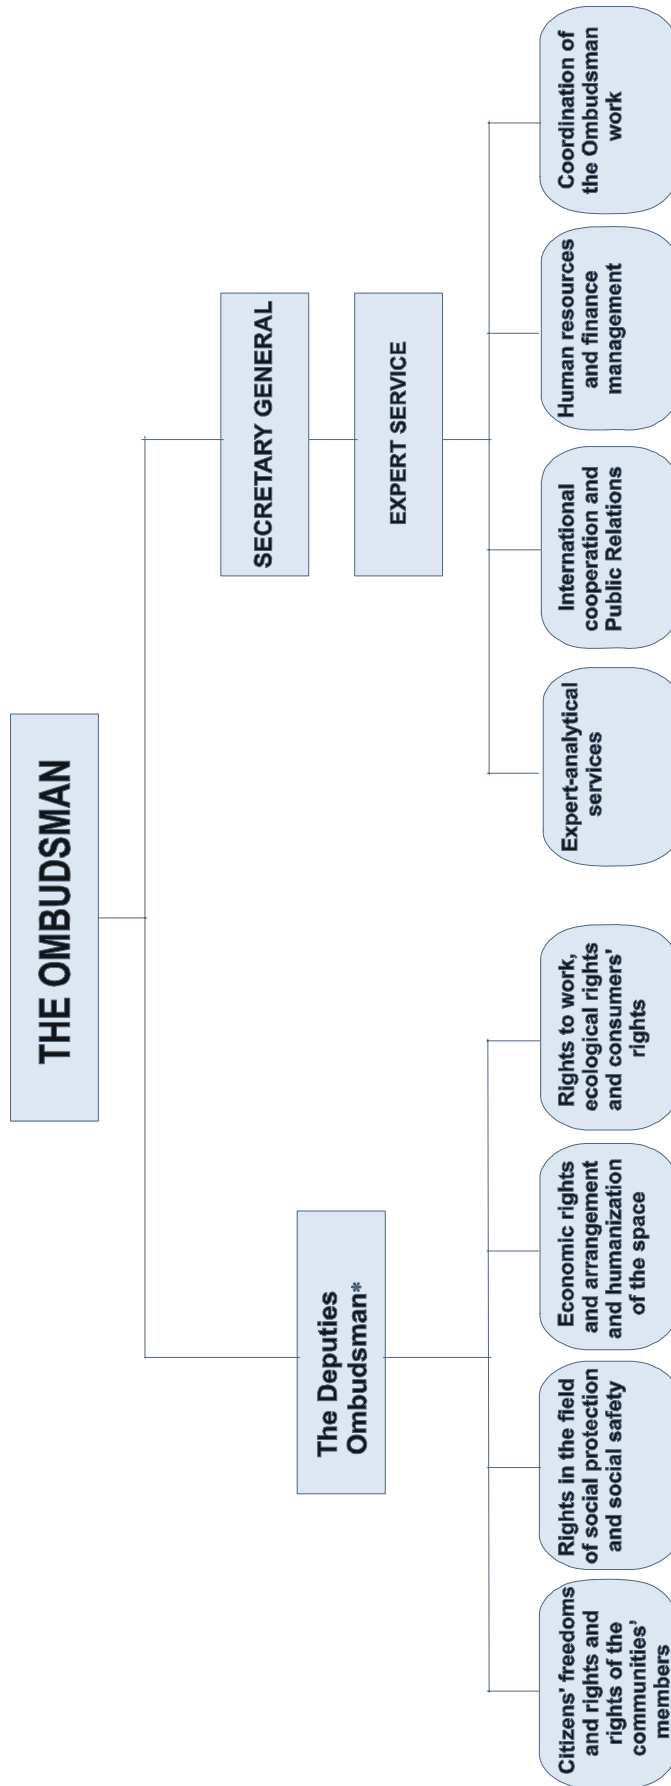 THE OMBUDSMAN
The Deputies
Ombudsman*
SECRETARY GENERAL
EXPERT SERVICE
Citizens' freedoms
and rights and
rights of the
communities’
members
Rights in the field
of social protection
and social safety
Economic rights
and arrangement
and humanization
of the space
Rights to work,
ecological rights
and consumers'
rights
Expert-analytical
services
International
cooperation and
Public Relations
Human resources
and finance
management
Coordination of
the Ombudsman
work